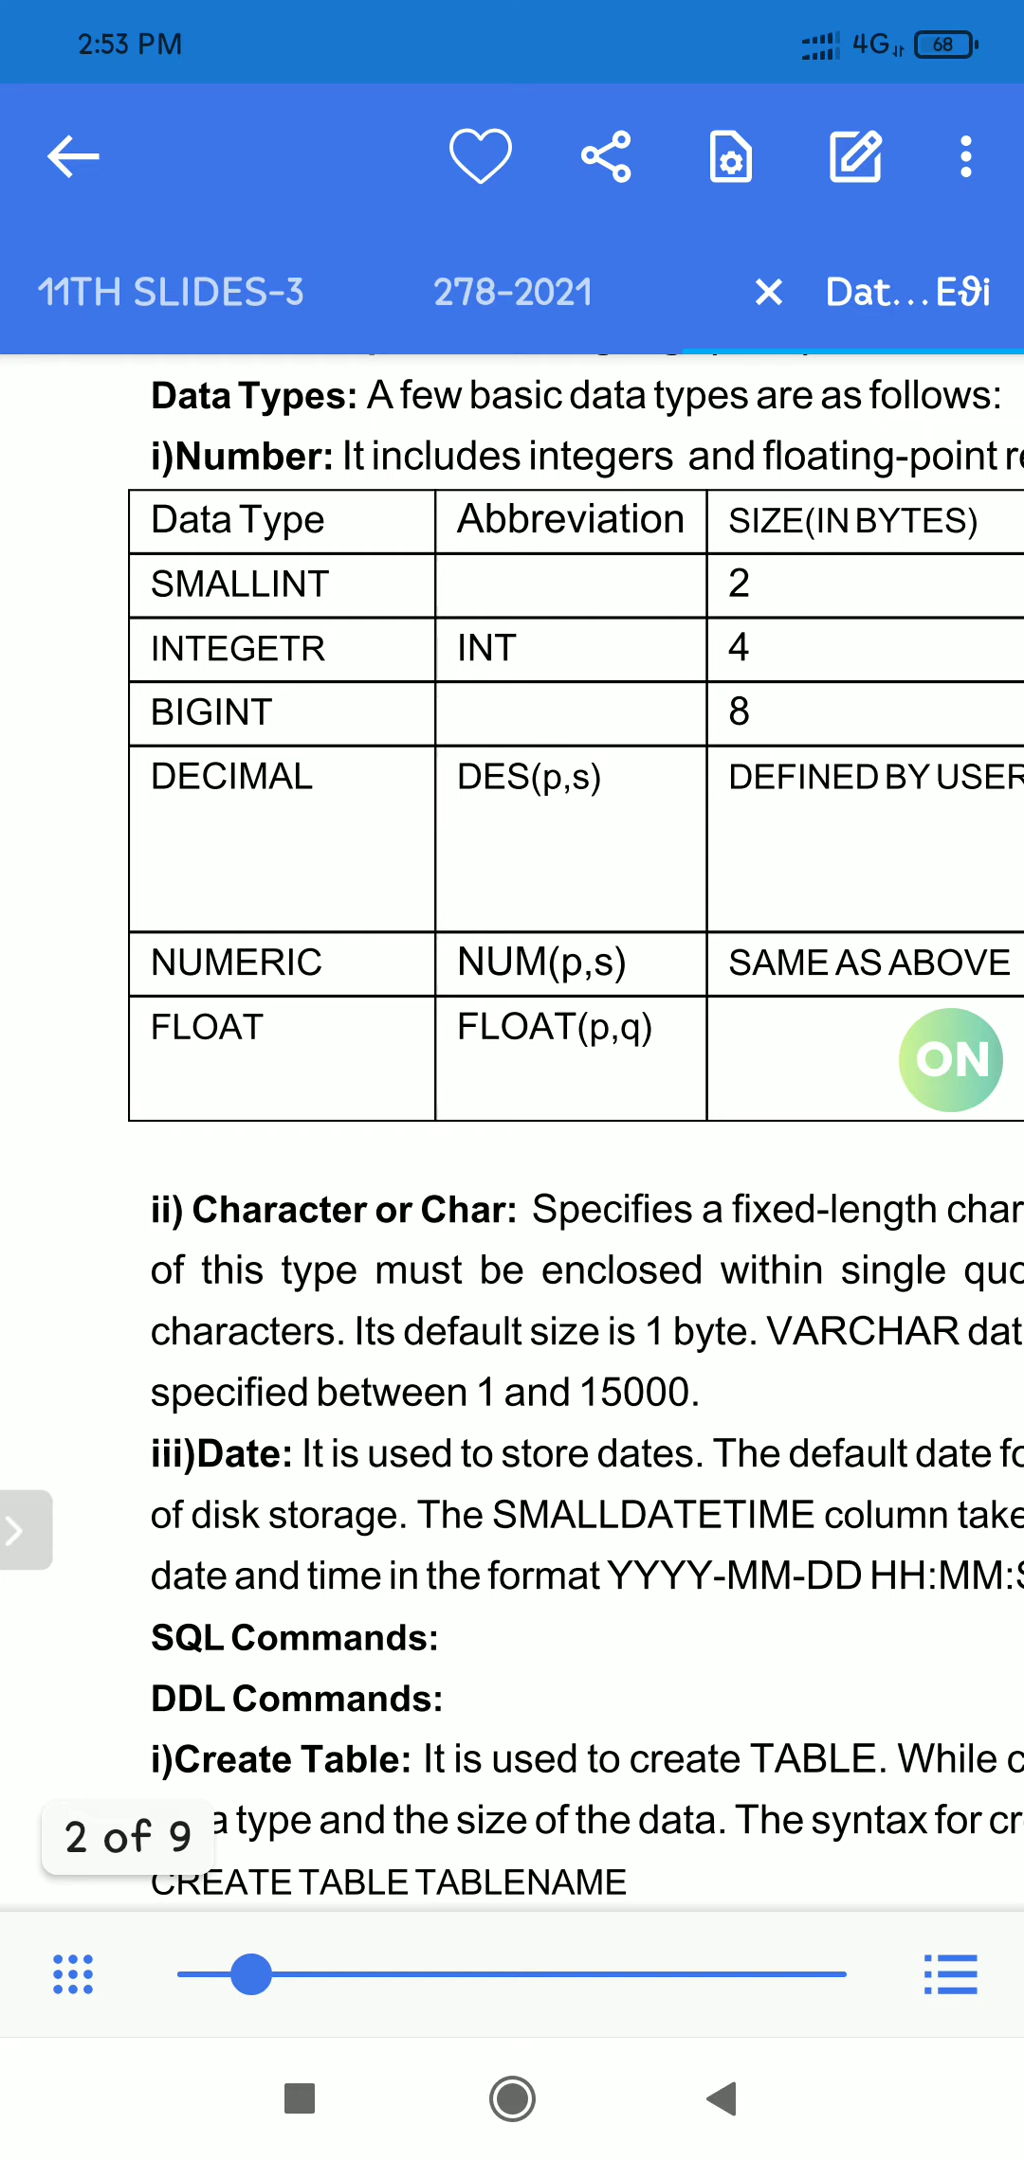 2:53 PM 4G 68
11TH SLIDES-3 278-2021 × Dat...Eชิi
Data Types: A few basic data types are as follows:
i)Number: It includes integers and floating-point
Data Type Abbreviation SIZE(IN BYTES)
SMALLINT 2
INTEGETR INT 4
BIGINT 8
DECIMAL DES(p,s) DEFINED BY USER
NUMERIC NUM(p,s) SAME AS ABOVE
FLOAT FLOAT(p,q)
ON
ii) Character or Char: Specifies a fixed-length char
of this type must be enclosed within single quo
characters. Its default size is 1 byte. VARCHAR dat
specified between 1 and 15000.
iii)Date: It is used to store dates. The default date fo
of disk storage. The SMALLDATETIME column take
date and time in the format YYYY-MM-DD HH:MM:S
SQL Commands:
DDL Commands:
i)Create Table: It is used to create TABLE. While c
a type and the size of the data. The syntax for cr
2 of 9
CREATE TABLE TABLENAME